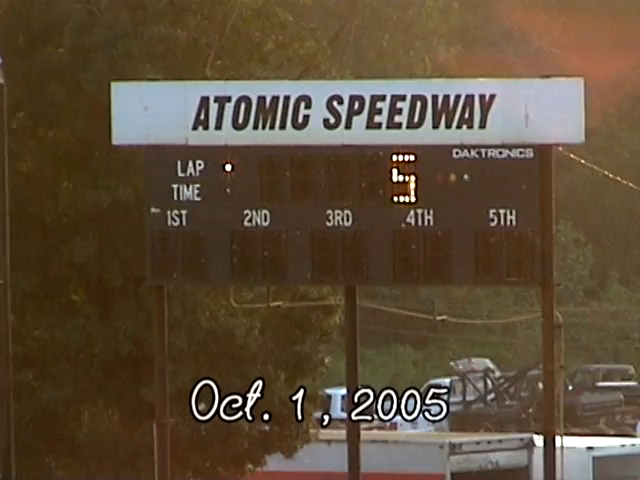 ATOMIC SPEEDWAY
DAKTRONICS
LAP 5
TIME
1ST 2ND 3RD 4TH 5TH
Oct. 1, 2005